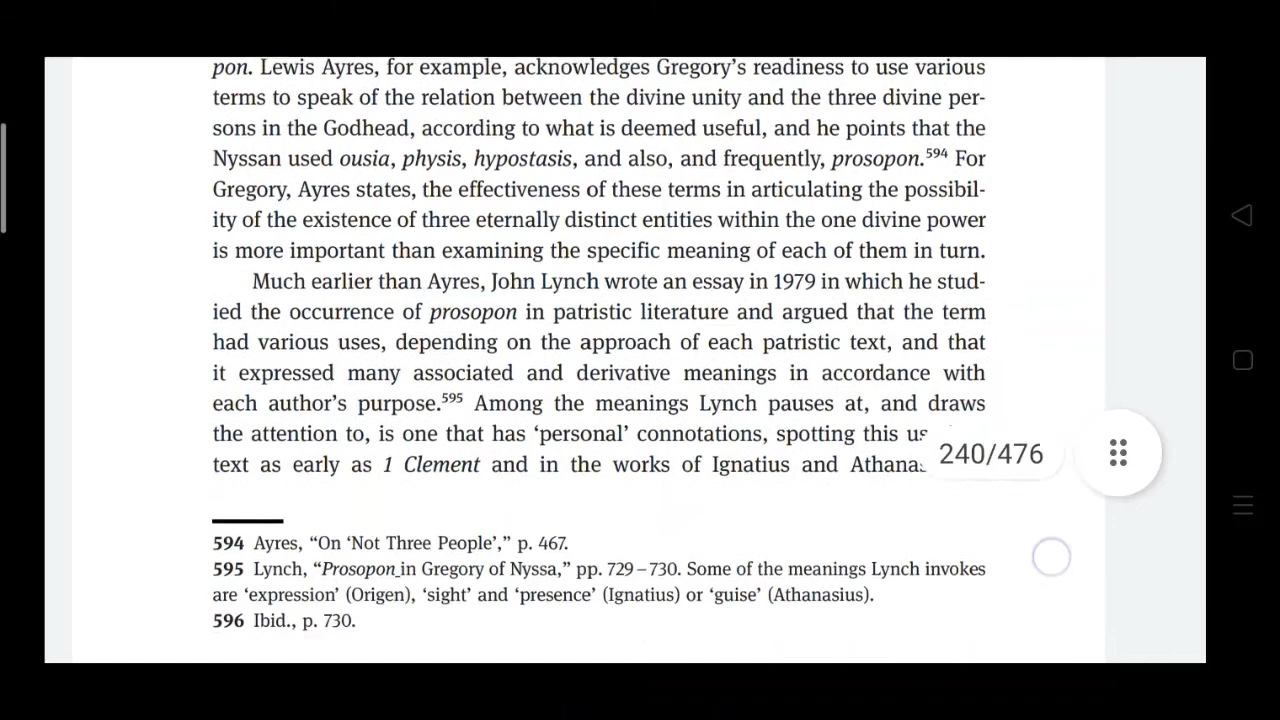 pon. Lewis Ayres, for example, acknowledges Gregory’s readiness to use various
terms to speak of the relation between the divine unity and the three divine per-
sons in the Godhead, according to what is deemed useful, and he points that the
Nyssan used ousia, physis, hypostasis, and also, and frequently, prosopon.594 For
Gregory, Ayres states, the effectiveness of these terms in articulating the possibil-
ity of the existence of three eternally distinct entities within the one divine power
is more important than examining the specific meaning of each of them in turn.
Much earlier than Ayres, John Lynch wrote an essay in 1979 in which he stud-
ied the occurrence of prosopon in patristic literature and argued that the term
had various uses, depending on the approach of each patristic text, and that
it expressed many associated and derivative meanings in accordance with
each author’s purpose.595 Among the meanings Lynch pauses at, and draws
the attention to, is one that has ‘personal’ connotations, spotting this
text as early as 1 Clement and in the works of Ignatius and
240/476
594 Ayres, “On ‘Not Three People’,” p. 467.
595 Lynch, “Prosopon_in Gregory of Nyssa,” pp. 729–730. Some of the meanings Lynch invokes
are ‘expression’ (Origen), ‘sight’ and ‘presence’ (Ignatius) or ‘guise’ (Athanasius).
596 Ibid., p. 730.